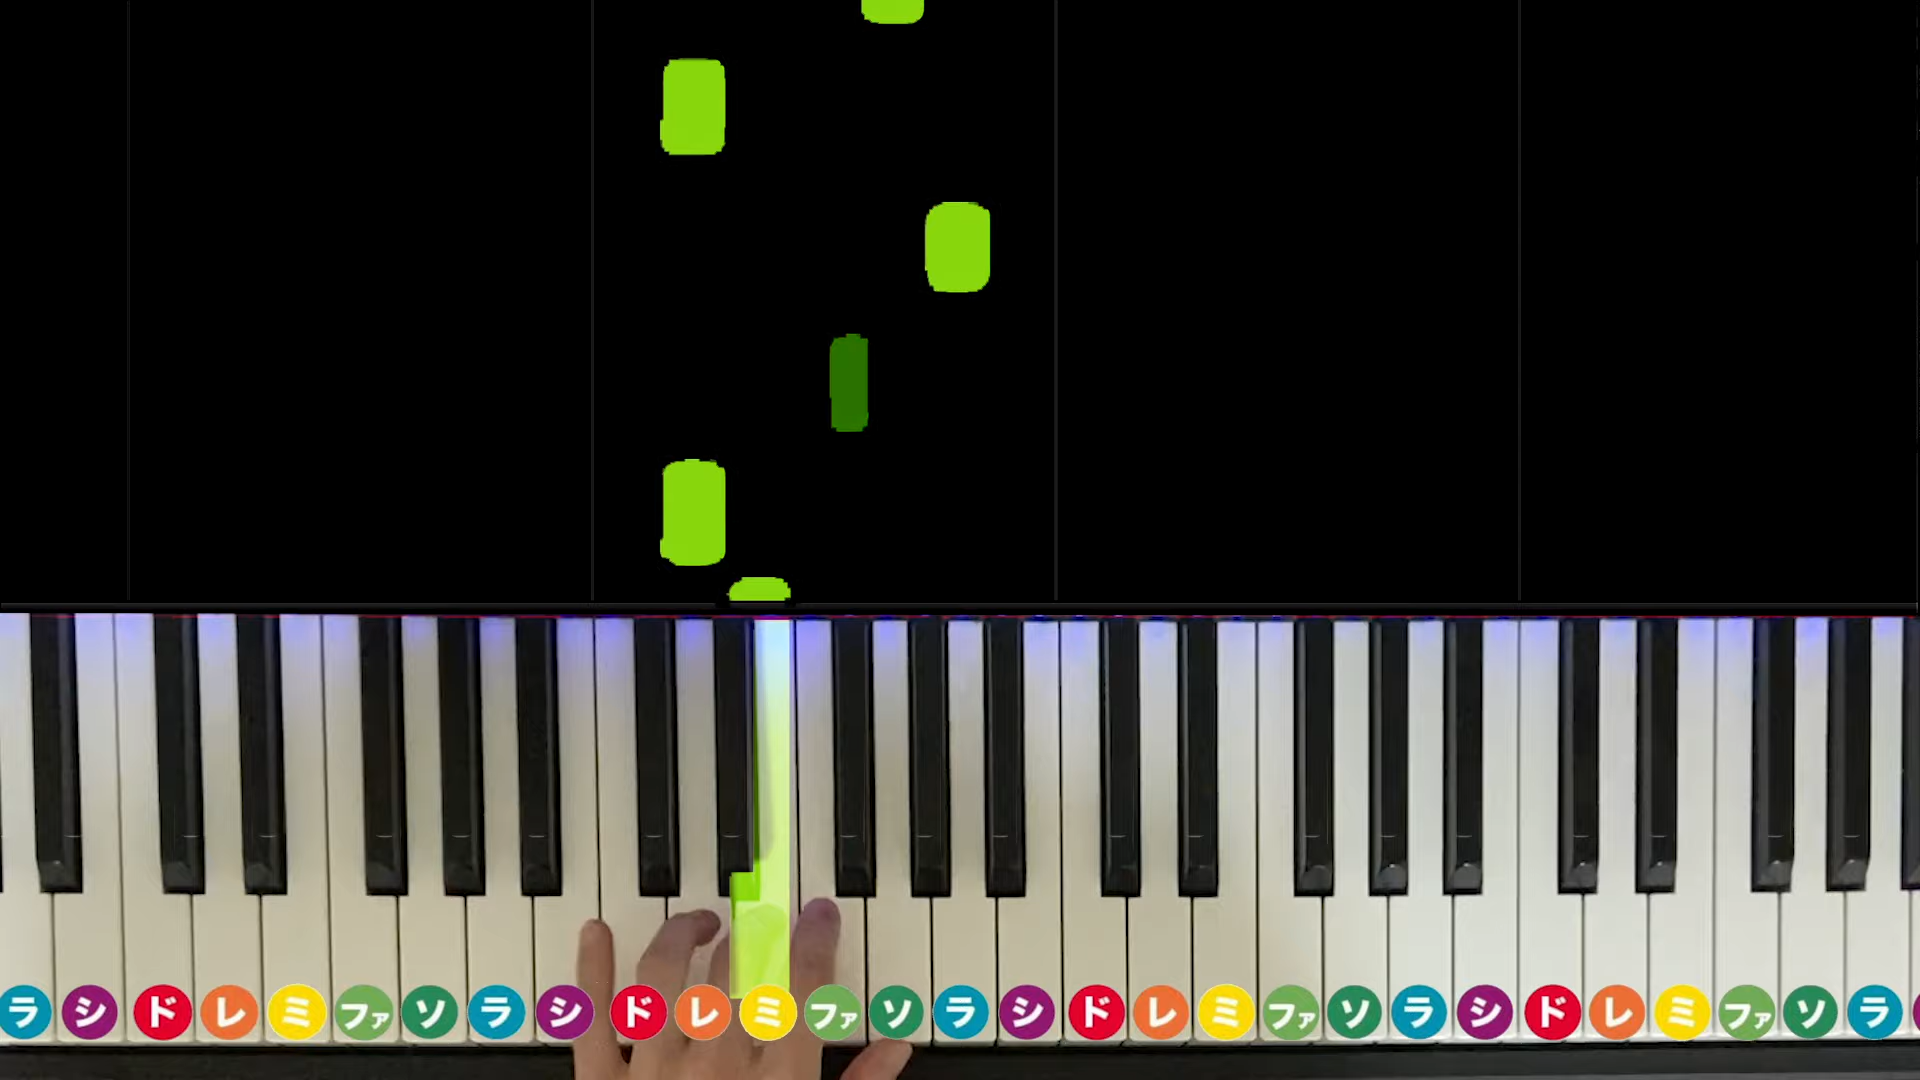 ラ シ ド レ ミ ファ ソ ラ シ ド レ ミ ファ ソ ラ シ ド レ ミ ファ ソ ラ シ ド レ ミ ファ ソ ラ